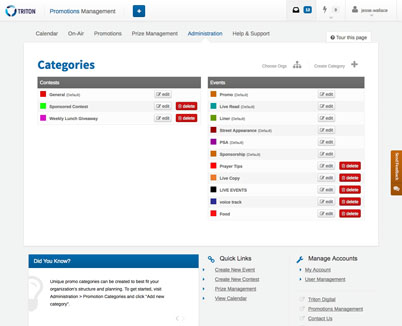 TRITON
Promotions Management
+
12
0
jesse-wallace
Calendar On-Air Promotions Prize Management Administration Help & Support
Tour this page
Categories
Choose Orgs
Create Category
Contests
General (Default) edit
Sponsored Contest edit delete
Weekly Lunch Giveaway edit delete
Events
Promo (Default) edit
Live Read (Default) edit
Liner (Default) edit
Street Appearance (Default) edit
PSA (Default) edit
Sponsorship (Default) edit
Prayer Tips edit delete
Live Copy edit delete
LIVE EVENTS edit delete
voice track edit delete
Food edit delete
Send Feedback
Did You Know?
Unique promo categories can be created to best fit your
organization's structure and planning. To get started, visit
Administration > Promotion Categories and click "Add new
category".
Quick Links
Create New Event
Create New Contest
Prize Management
View Calendar
Manage Accounts
My Account
User Management
Triton Digital
Promotions Management
Contact Us